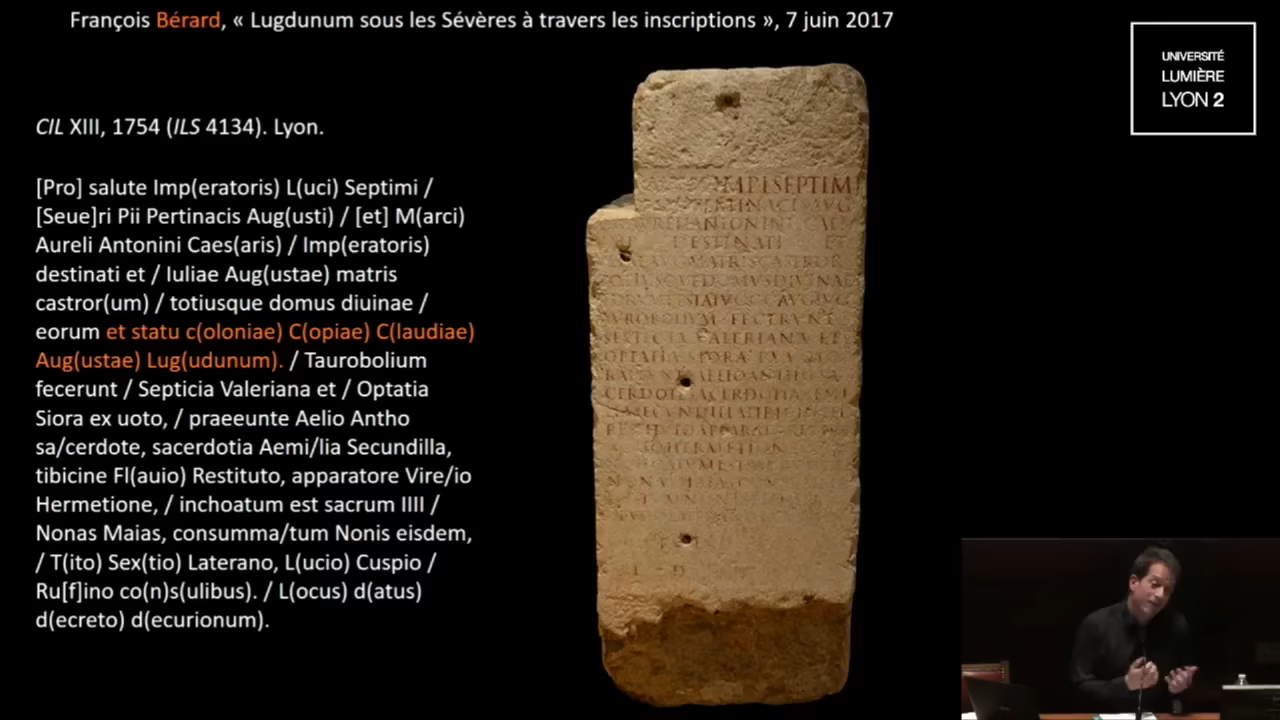 François Bérard, « Lugdunum sous les Sévères à travers les inscriptions », 7 juin 2017
UNIVERSITÉ
LUMIÈRE
LYON 2
CIL XIII, 1754 (ILS 4134). Lyon.
[Pro] salute Imp(eratoris) L(uci) Septimi /
[Seue]ri Pii Pertinacis Aug(usti) / [et] M(arci)
Aureli Antonini Caes(aris) / Imp(eratoris)
destinati et / Iuliae Aug(ustae) matris
castror(um) / totiusque domus diuinae /
eorum et statu c(oloniae) C(opiae) C(laudiae)
Aug(ustae) Lug(udunum). / Taurobolium
fecerunt / Septicia Valeriana et / Optatia
Siora ex uoto, / praeeunte Aelio Antho
sa/cerdote, sacerdotia Aemi/lia Secundilla,
tibicine Fl(auio) Restituto, apparatore Vire/io
Hermetione, / inchoatum est sacrum IIII /
Nonas Maias, consumma/tum Nonis eisdem,
/ T(ito) Sex(tio) Laterano, L(ucio) Cuspio /
Ru[f]ino co(n)s(ulibus). / L(ocus) d(atus)
d(ecreto) d(ecurionum).
SEPTIM
DESTINATI ET